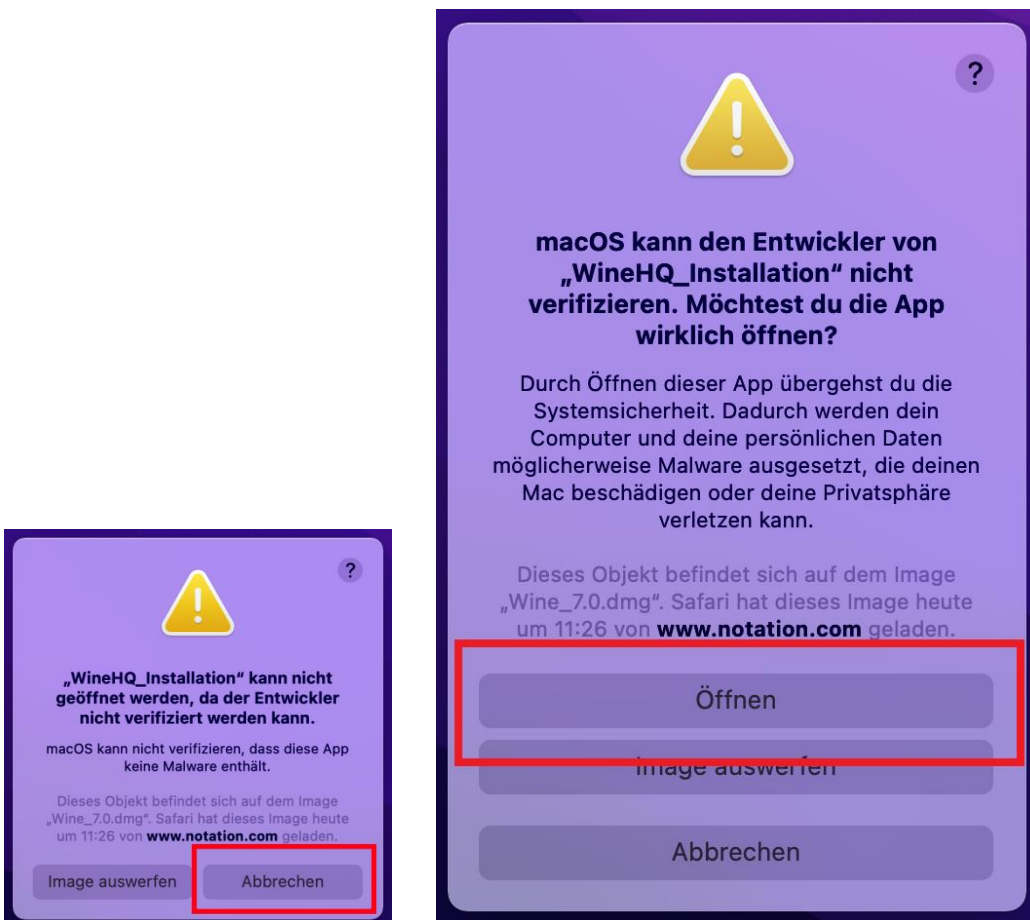 ?
„WineHQ_Installation“ kann nicht
geöffnet werden, da der Entwickler
nicht verifiziert werden kann.
macOS kann nicht verifizieren, dass diese App
keine Malware enthält.
Dieses Objekt befindet sich auf dem Image
„Wine_7.0.dmg“. Safari hat dieses Image heute
um 11:26 von www.notation.com geladen.
Image auswerfen
Abbrechen
?
macOS kann den Entwickler von
„WineHQ_Installation“ nicht
verifizieren. Möchtest du die App
wirklich öffnen?
Durch Öffnen dieser App übergehst du die
Systemsicherheit. Dadurch werden dein
Computer und deine persönlichen Daten
möglicherweise Malware ausgesetzt, die deinen
Mac beschädigen oder deine Privatsphäre
verletzen kann.
Dieses Objekt befindet sich auf dem Image
„Wine_7.0.dmg“. Safari hat dieses Image heute
um 11:26 von www.notation.com geladen.
Öffnen
Image auswerfen
Abbrechen